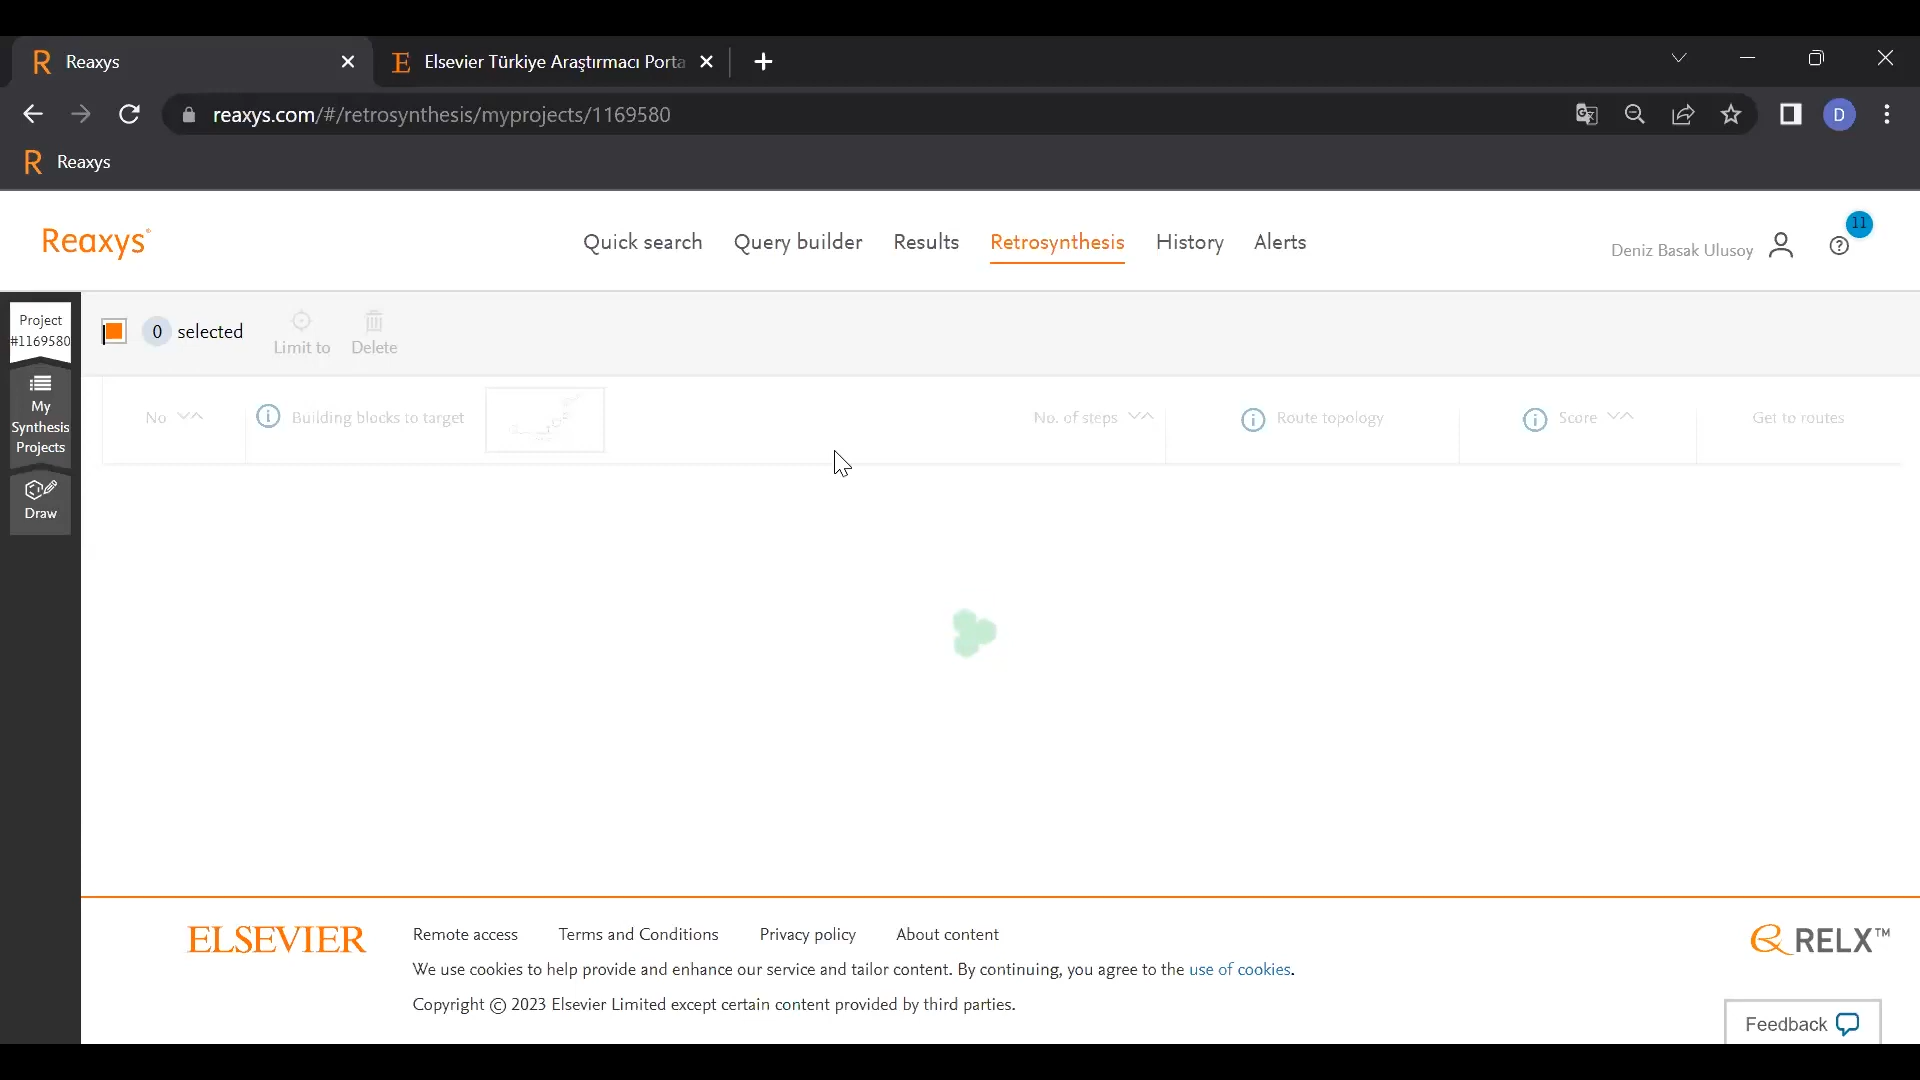 R Reaxys
E Elsevier Türkiye Araştırmacı Porta
reaxys.com/#/retrosynthesis/myprojects/1169580
D
R Reaxys
Reaxys®
Quick search
Query builder
Results
Retrosynthesis
History
Alerts
Deniz Basak Ulusoy
11
Project
#1169580
0 selected
Limit to
Delete
My
Synthesis
Projects
Draw
No
Building blocks to target
No. of steps
Route topology
Score
Get to routes
ELSEVIER
Remote access
Terms and Conditions
Privacy policy
About content
We use cookies to help provide and enhance our service and tailor content. By continuing, you agree to the use of cookies.
Copyright © 2023 Elsevier Limited except certain content provided by third parties.
RELX™
Feedback